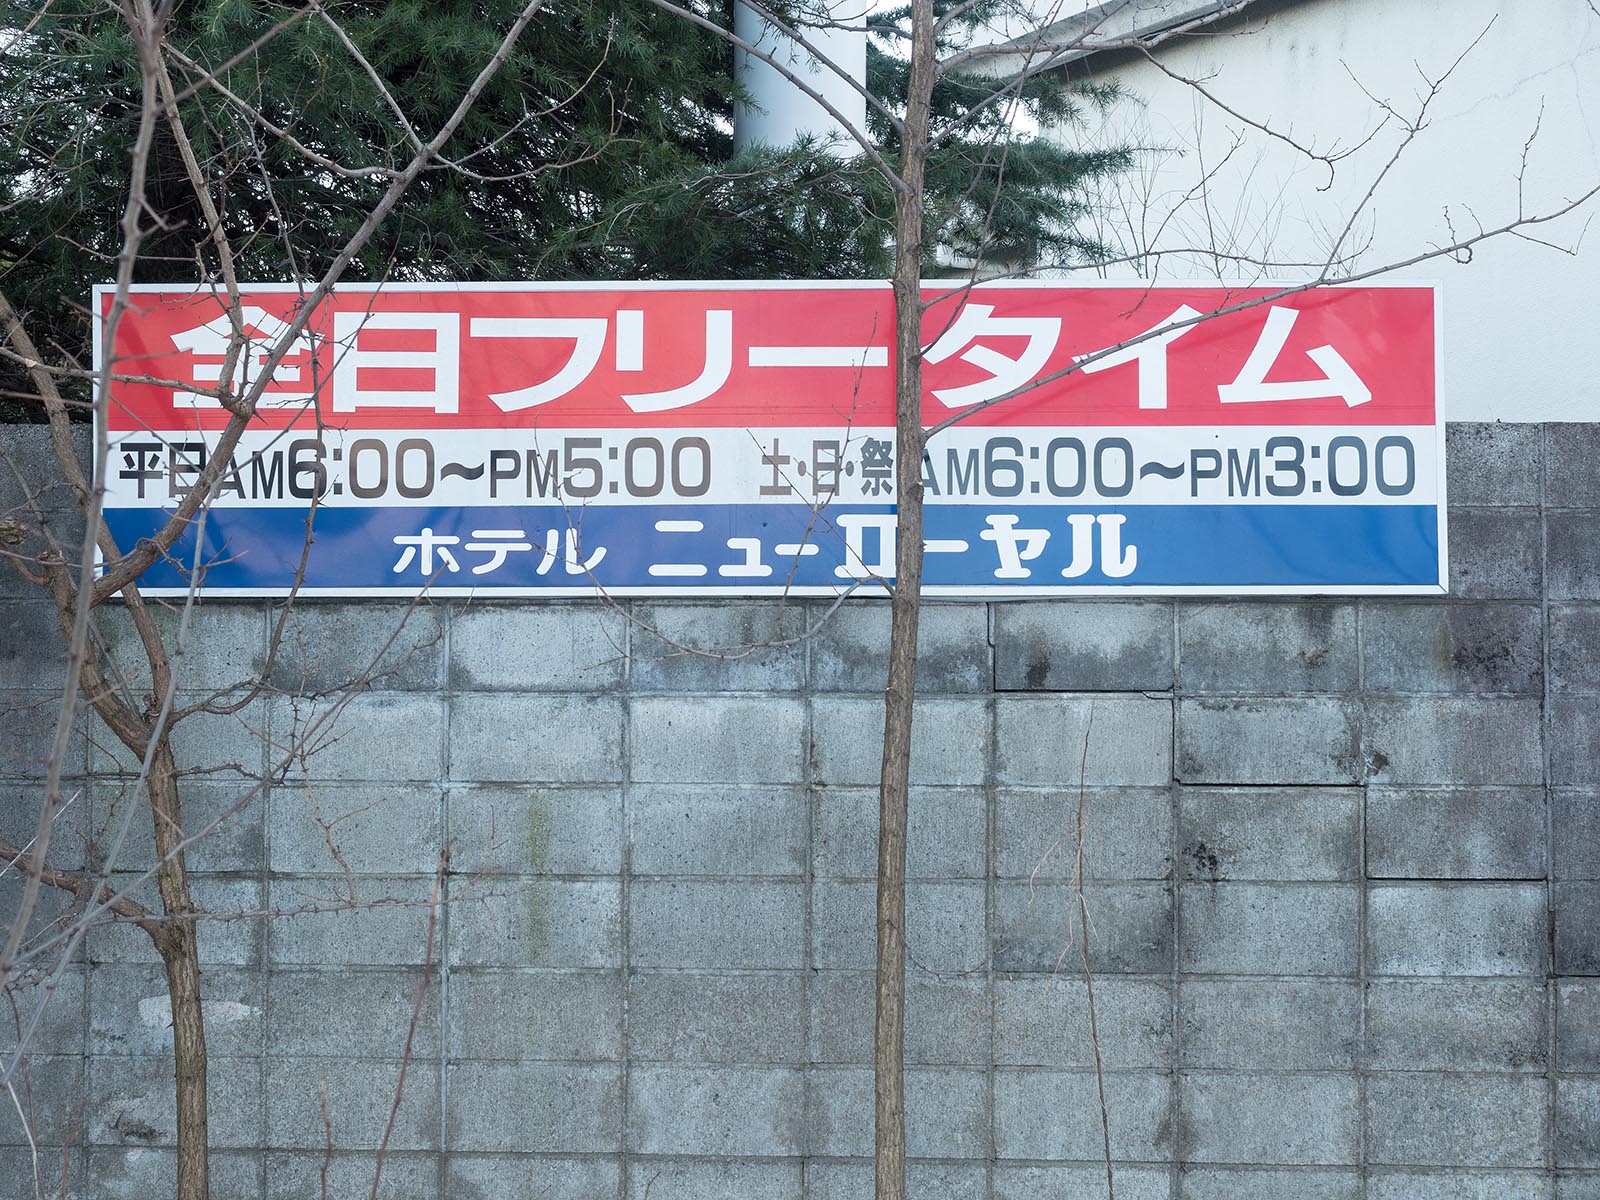 全日フリータイム
平日AM6:00〜PM5:00 土・日・祭AM6:00〜PM3:00
ホテル ニューローヤル